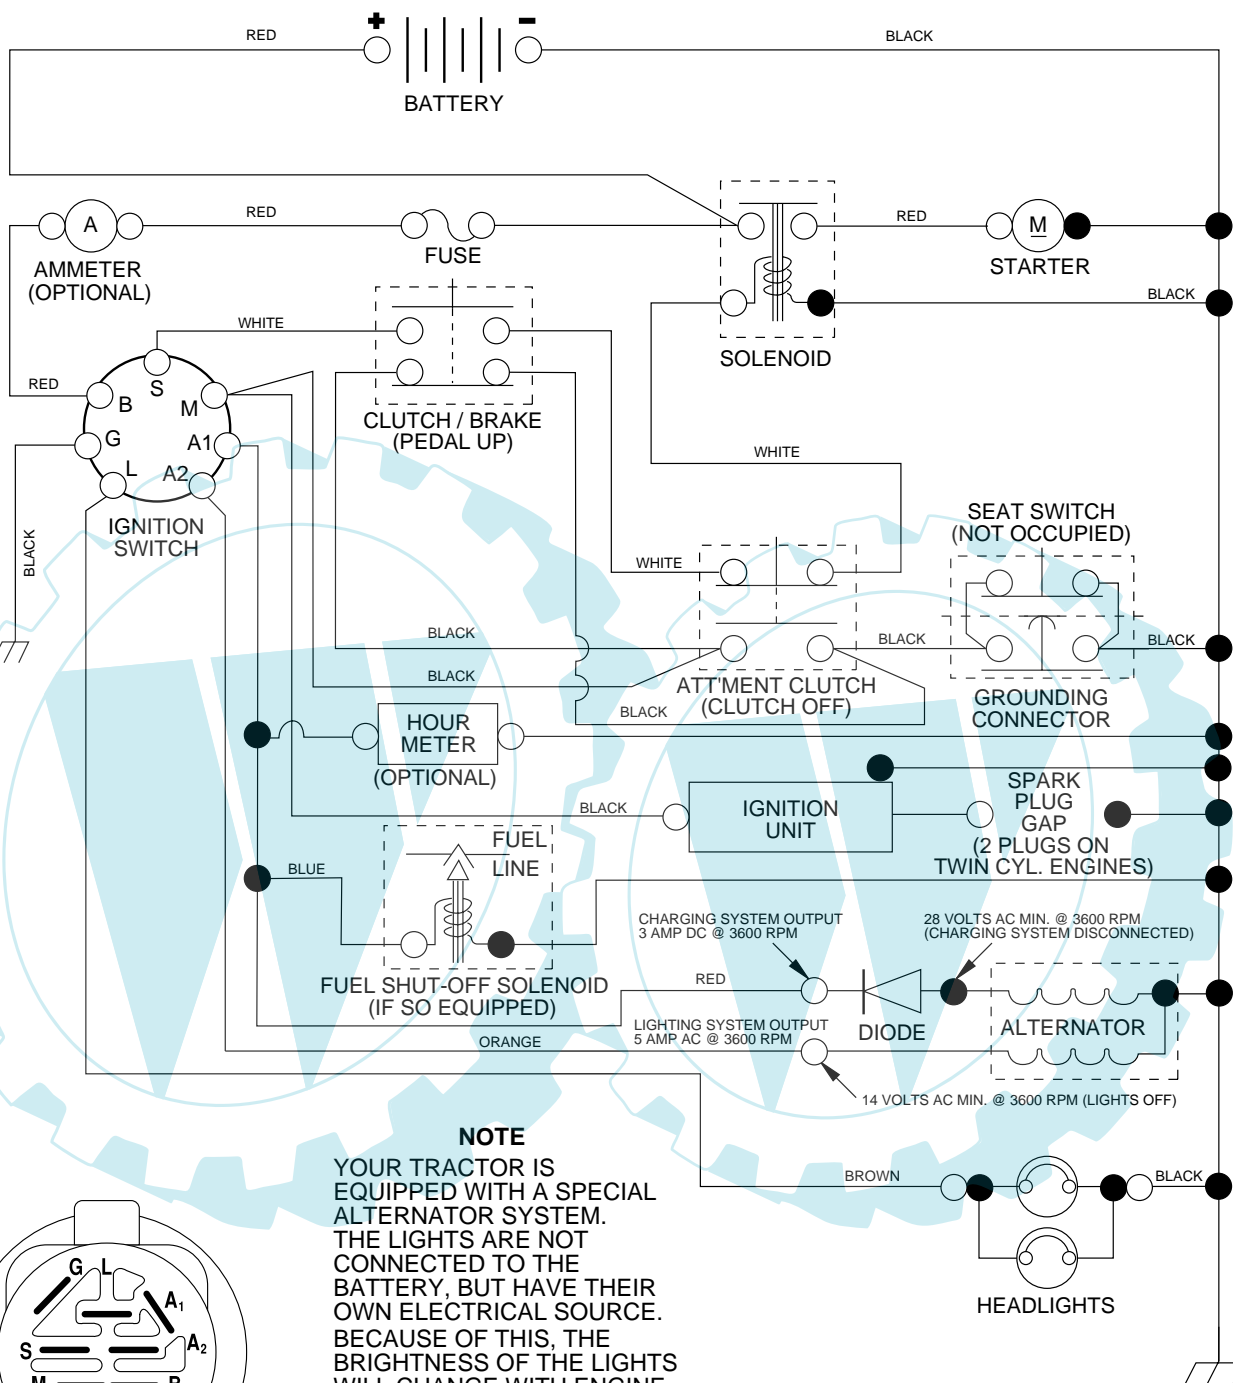 + -
RED
BLACK
BATTERY
A
RED
FUSE
RED
M
STARTER
AMMETER
(OPTIONAL)
BLACK
WHITE
SOLENOID
RED
S
B
M
G
A1
L
A2
CLUTCH / BRAKE
(PEDAL UP)
IGNITION
SWITCH
BLACK
WHITE
SEAT SWITCH
(NOT OCCUPIED)
WHITE
BLACK
BLACK
BLACK
BLACK
ATT'MENT CLUTCH
(CLUTCH OFF)
GROUNDING
CONNECTOR
BLACK
HOUR
METER
(OPTIONAL)
BLACK
IGNITION
UNIT
SPARK
PLUG
GAP
(2 PLUGS ON
TWIN CYL. ENGINES)
FUEL
LINE
BLUE
CHARGING SYSTEM OUTPUT
3 AMP DC @ 3600 RPM
28 VOLTS AC MIN. @ 3600 RPM
(CHARGING SYSTEM DISCONNECTED)
FUEL SHUT-OFF SOLENOID
(IF SO EQUIPPED)
RED
DIODE
ALTERNATOR
LIGHTING SYSTEM OUTPUT
5 AMP AC @ 3600 RPM
ORANGE
14 VOLTS AC MIN. @ 3600 RPM (LIGHTS OFF)
NOTE
YOUR TRACTOR IS
EQUIPPED WITH A SPECIAL
ALTERNATOR SYSTEM.
THE LIGHTS ARE NOT
CONNECTED TO THE
BATTERY, BUT HAVE THEIR
OWN ELECTRICAL SOURCE.
BECAUSE OF THIS, THE
BRIGHTNESS OF THE LIGHTS
WILL CHANGE WITH ENGINE
BROWN
BLACK
HEADLIGHTS
G L
A1
A2
S
M
B